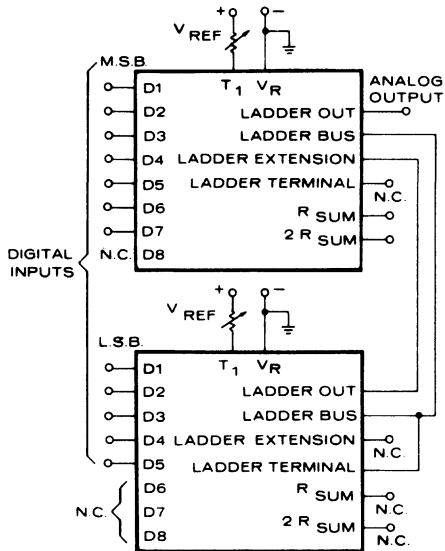 + −
V REF
M.S.B.
T1 VR
ANALOG OUTPUT
D1
D2 LADDER OUT
D3 LADDER BUS
D4 LADDER EXTENSION
D5 LADDER TERMINAL
N.C.
D6 R SUM
D7 2 R SUM
N.C. D8
DIGITAL INPUTS
+ −
V REF
L.S.B.
T1 VR
D1
D2 LADDER OUT
D3 LADDER BUS
D4 LADDER EXTENSION
N.C.
D5 LADDER TERMINAL
D6 R SUM
N.C.
N.C. D7
D8 2 R SUM
N.C.